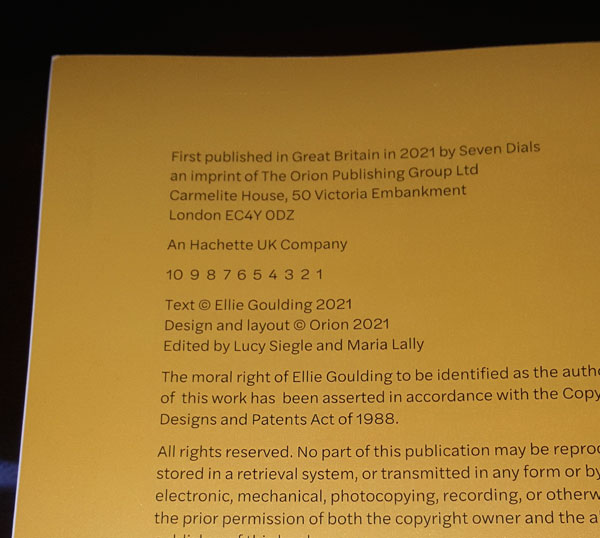 First published in Great Britain in 2021 by Seven Dials
an imprint of The Orion Publishing Group Ltd
Carmelite House, 50 Victoria Embankment
London EC4Y 0DZ
An Hachette UK Company
10 9 8 7 6 5 4 3 2 1
Text © Ellie Goulding 2021
Design and layout © Orion 2021
Edited by Lucy Siegle and Maria Lally
The moral right of Ellie Goulding to be identified as the autho
of this work has been asserted in accordance with the Copy
Designs and Patents Act of 1988.
All rights reserved. No part of this publication may be reproc
stored in a retrieval system, or transmitted in any form or by
electronic, mechanical, photocopying, recording, or otherw
the prior permission of both the copyright owner and the a